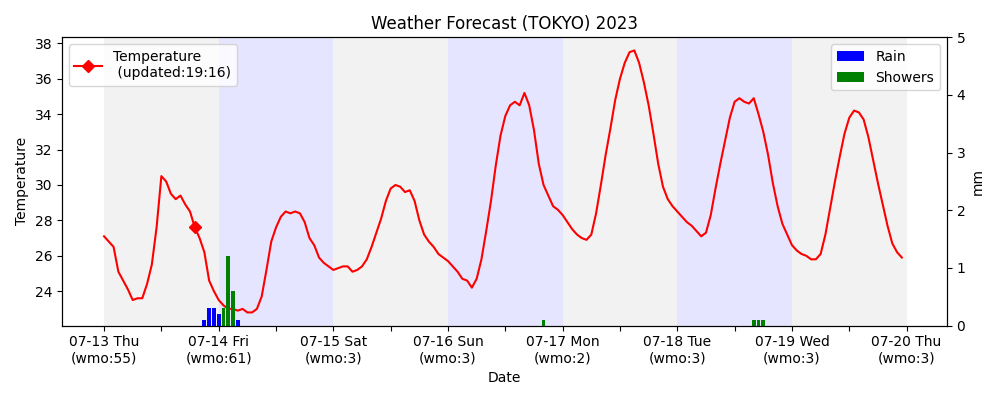 Weather Forecast (TOKYO) 2023
Temperature
(updated:19:16)
Rain
Showers
38
36
34
32
30
28
26
24
Temperature
5
4
3
2
1
0
mm
07-13 Thu 07-14 Fri 07-15 Sat 07-16 Sun 07-17 Mon 07-18 Tue 07-19 Wed 07-20 Thu
(wmo:55) (wmo:61) (wmo:3) (wmo:3) (wmo:2) (wmo:3) (wmo:3) (wmo:3)
Date